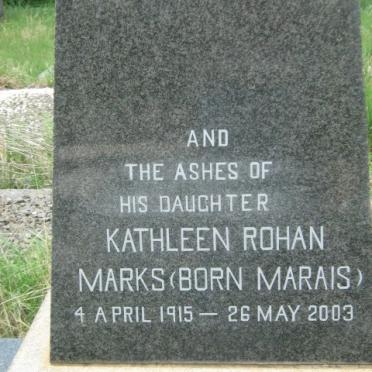 AND
THE ASHES OF
HIS DAUGHTER
KATHLEEN ROHAN
MARKS (BORN MARAIS)
4 APRIL 1915 — 26 MAY 2003